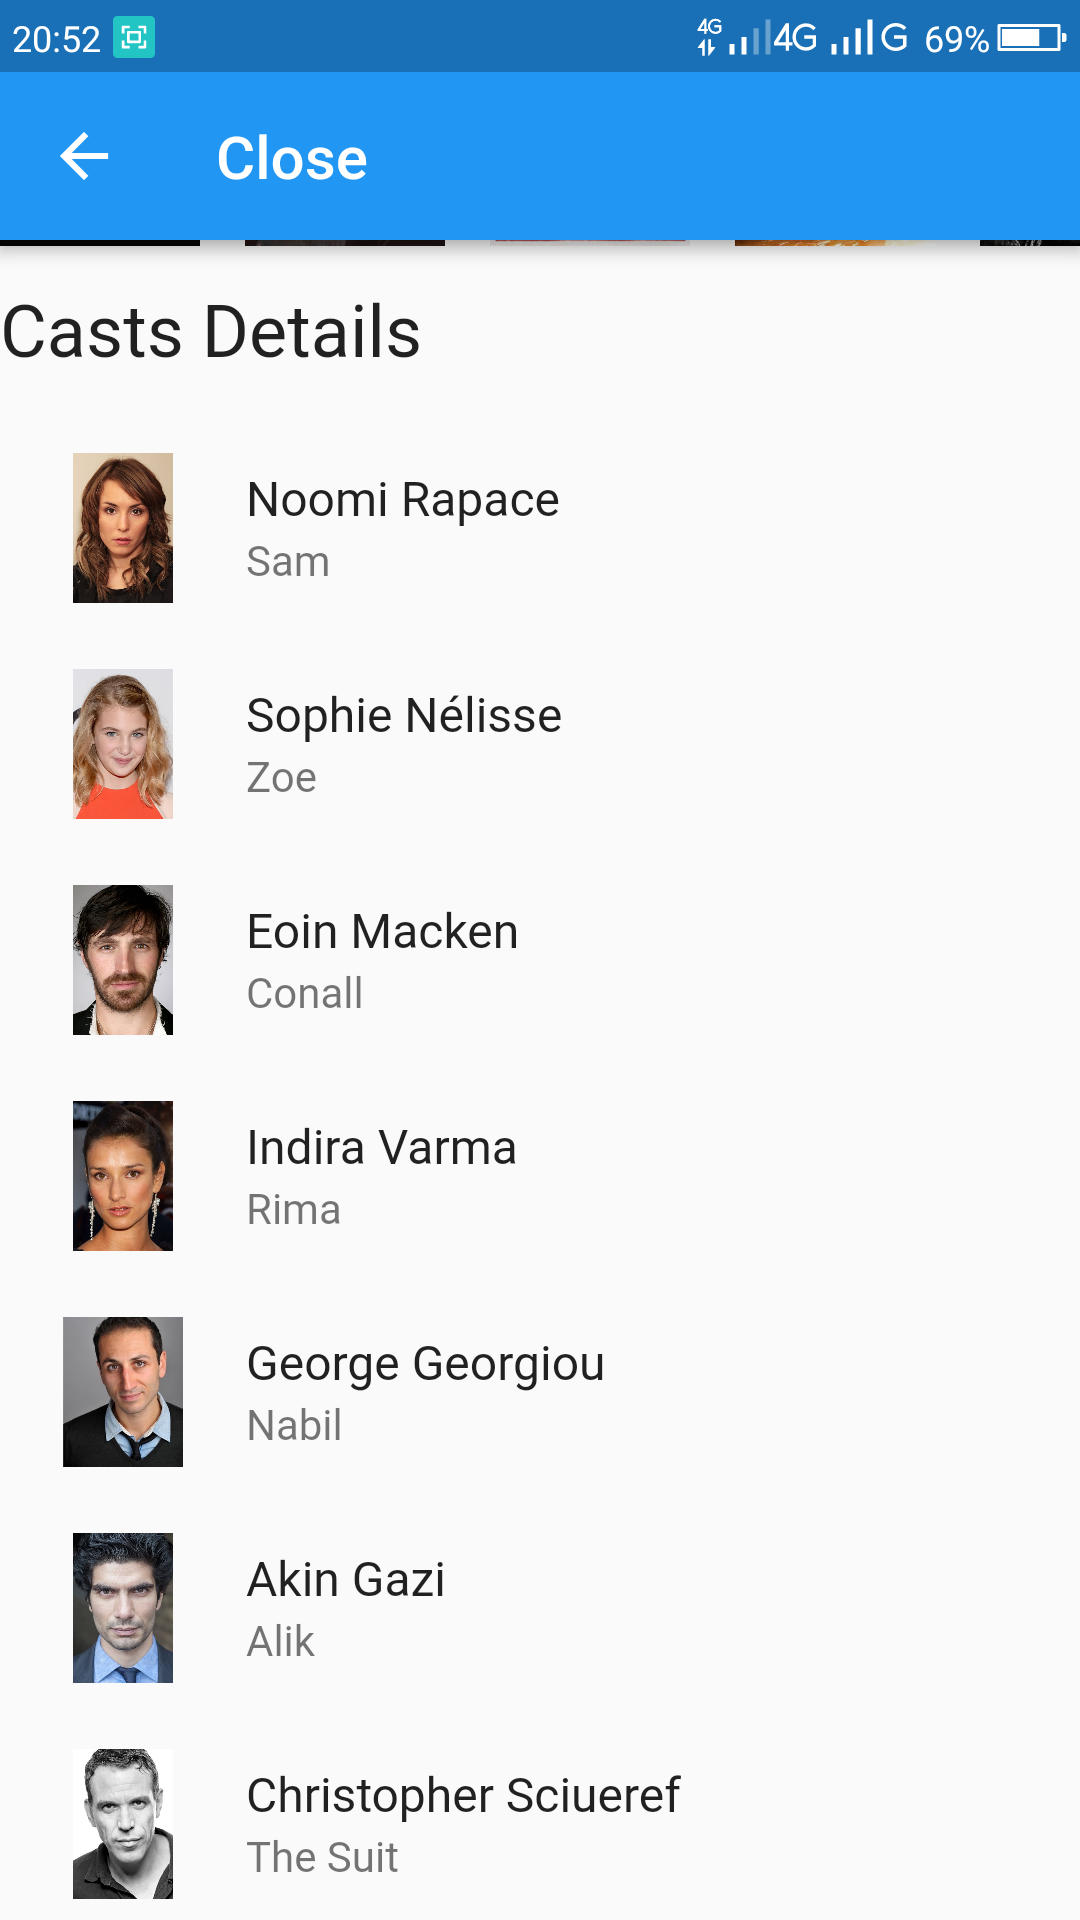 20:52 4G 4G G 69%
Close
Casts Details
Noomi Rapace
Sam
Sophie Nélisse
Zoe
Eoin Macken
Conall
Indira Varma
Rima
George Georgiou
Nabil
Akin Gazi
Alik
Christopher Sciueref
The Suit